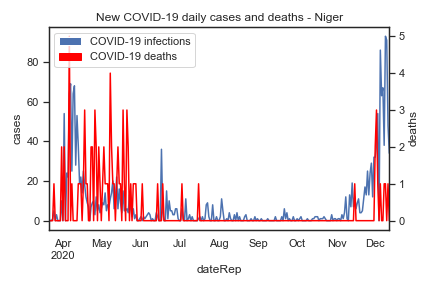 New COVID-19 daily cases and deaths - Niger
COVID-19 infections
COVID-19 deaths
80
60
40
20
0
cases
5
4
3
2
1
0
deaths
Apr May Jun Jul Aug Sep Oct Nov Dec
2020
dateRep